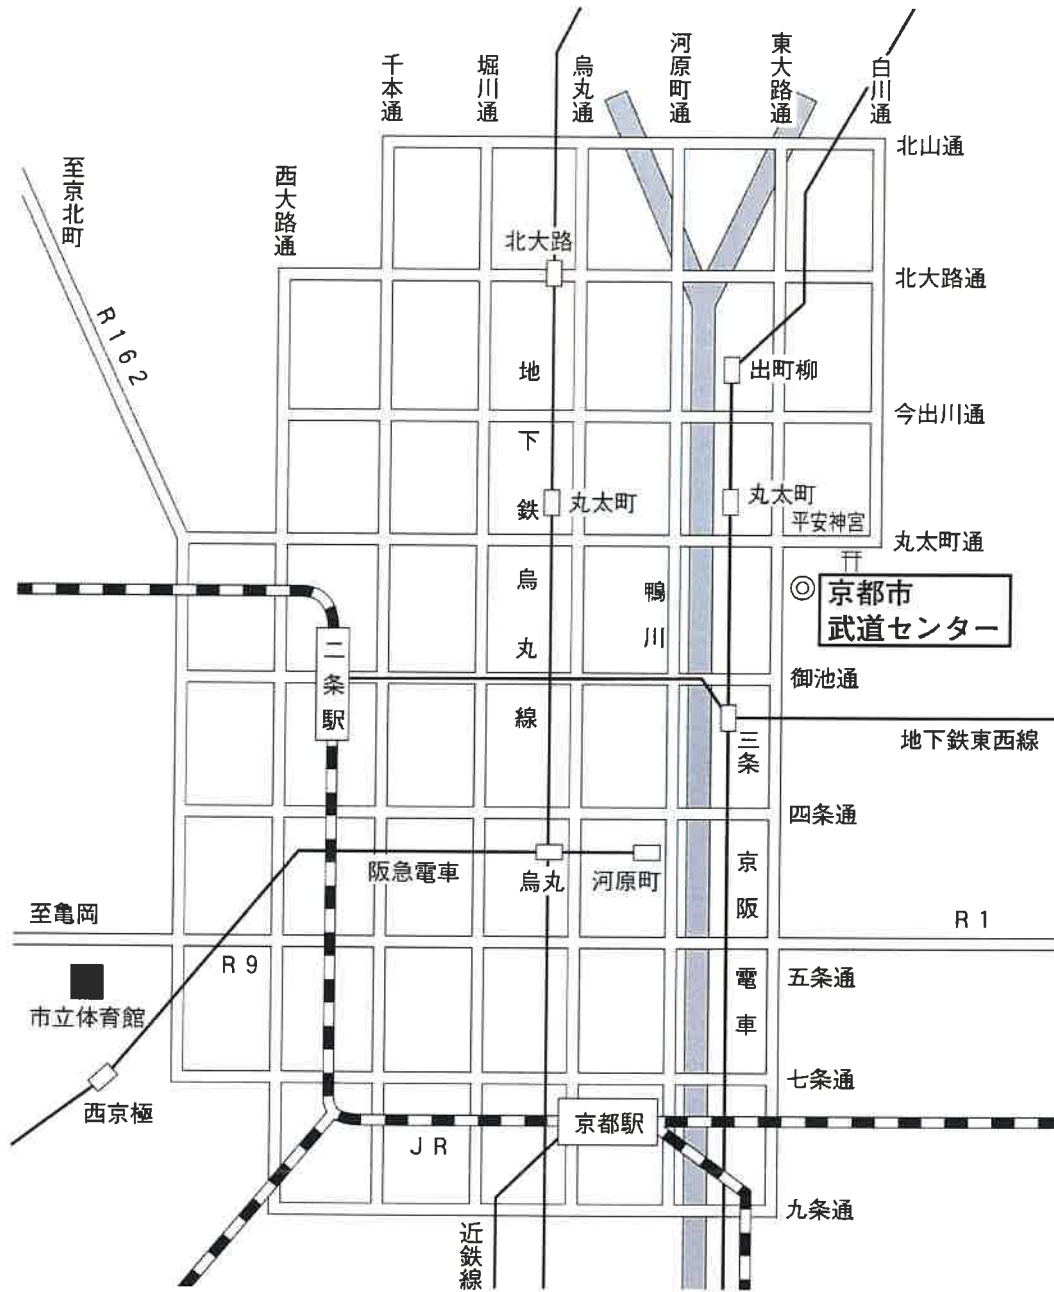 千本通
堀川通
烏丸通
河原町通
東大路通
白川通
北山通
至京北町
西大路通
北大路
北大路通
R162
出町柳
今出川通
地下鉄烏丸線
丸太町
丸太町
平安神宮
丸太町通
鴨川
京都市
武道センター
二条駅
御池通
三条
地下鉄東西線
四条通
阪急電車
烏丸
河原町
京阪電車
至亀岡
R1
R9
五条通
市立体育館
七条通
西京極
京都駅
JR
九条通
近鉄線